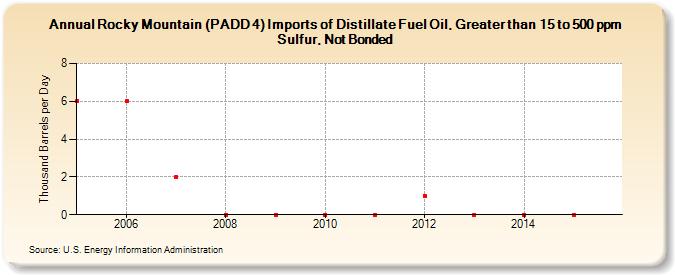 Annual Rocky Mountain (PADD 4) Imports of Distillate Fuel Oil, Greater than 15 to 500 ppm
Sulfur, Not Bonded
Thousand Barrels per Day
8
6
4
2
0
2006 2008 2010 2012 2014
Source: U.S. Energy Information Administration